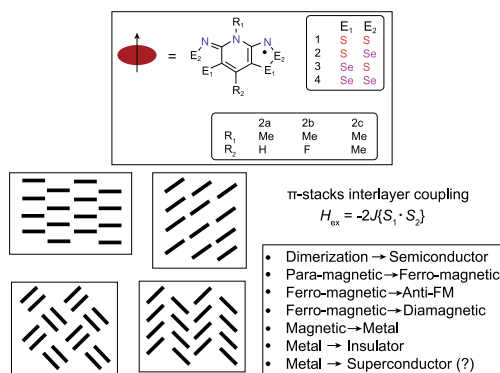 R₁
N N N
= E₂ E₂
E₁ E₁
R₂
E₁ E₂
1 S S
2 S Se
3 Se S
4 Se Se
2a 2b 2c
R₁ Me Me Me
R₂ H F Me
π-stacks interlayer coupling
Hₑₓ = -2J{S₁ · S₂}
• Dimerization → Semiconductor
• Para-magnetic → Ferro-magnetic
• Ferro-magnetic → Anti-FM
• Ferro-magnetic → Diamagnetic
• Magnetic → Metal
• Metal → Insulator
• Metal → Superconductor (?)